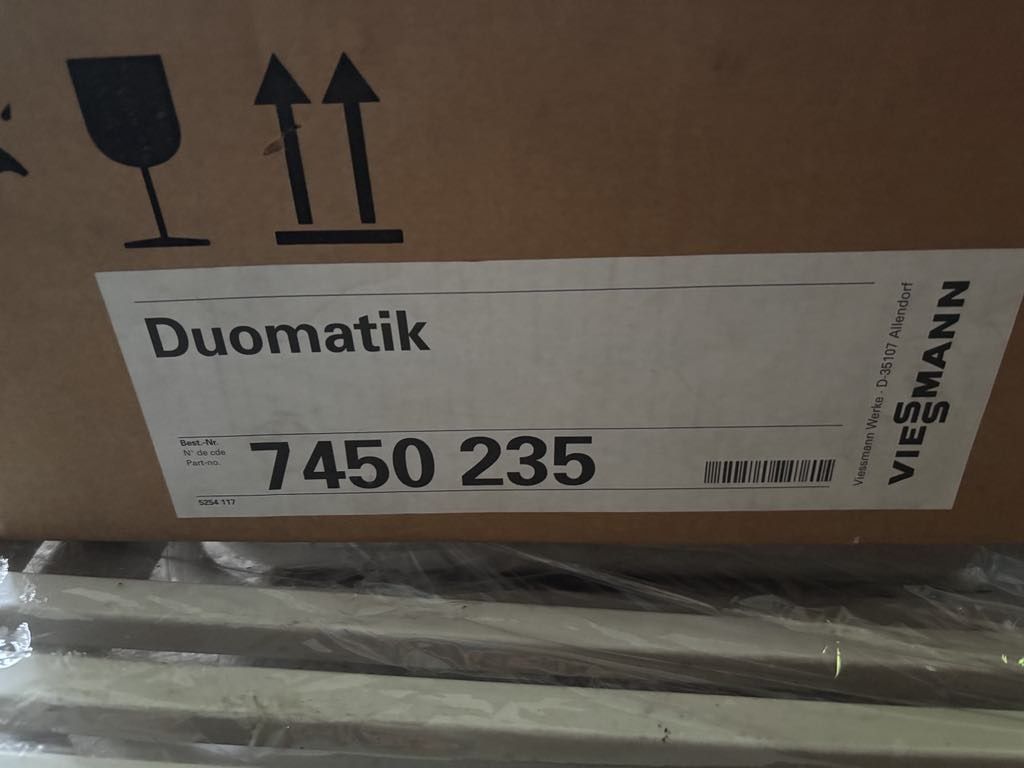 Duomatik
Best.-Nr.
N° de cde
Part-no.
7450 235
5254 117
Viessmann Werke - D-35107 Allendorf
VIESSMANN